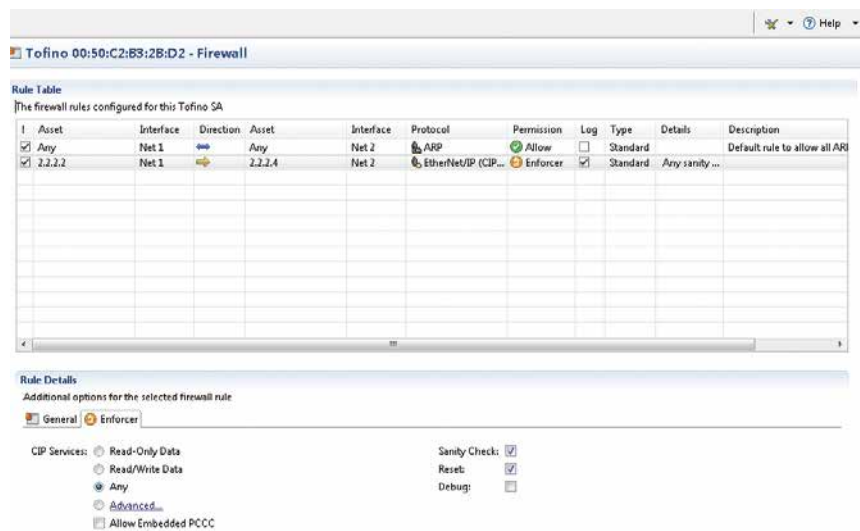 Help
Tofino 00:50:C2:B3:2B:D2 - Firewall
Rule Table
The firewall rules configured for this Tofino SA
! Asset Interface Direction Asset Interface Protocol Permission Log Type Details Description
Any Net 1 Any Net 2 ARP Allow Standard Default rule to allow all ARI
2.2.2.2 Net 1 2.2.2.4 Net 2 EtherNet/IP (CIP... Enforcer Standard Any sanity ...
Rule Details
Additional options for the selected firewall rule
General Enforcer
CIP Services: Read-Only Data Sanity Check:
Read/Write Data Reset:
Any Debug:
Advanced...
Allow Embedded PCCC